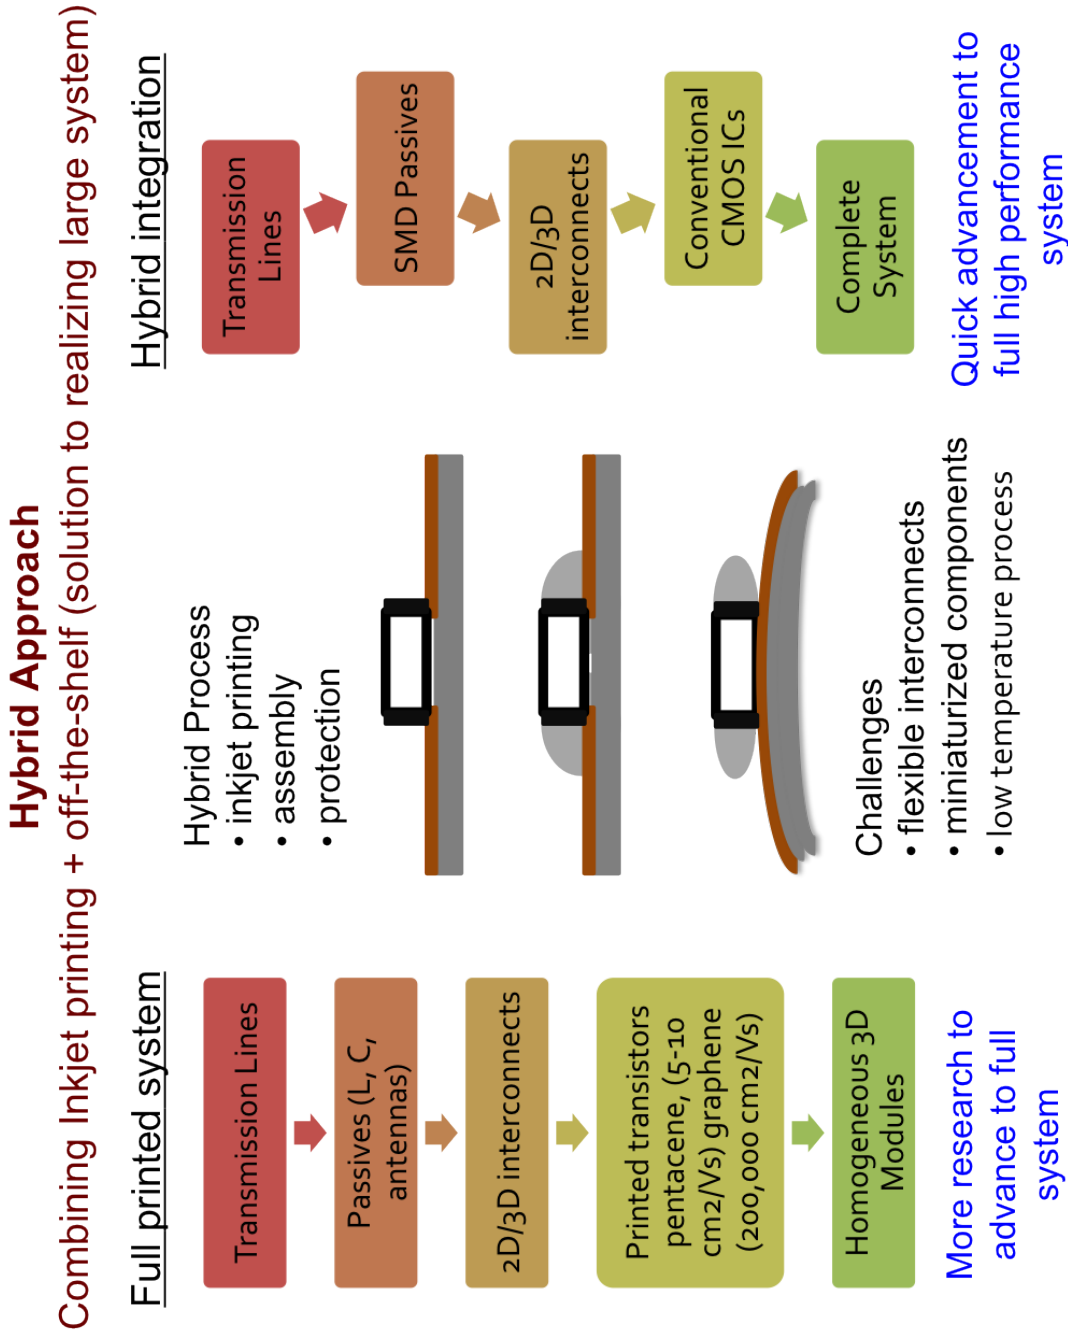 Hybrid Approach
Combining Inkjet printing + off-the-shelf (solution to realizing large system)
Full printed system
Transmission Lines
Passives (L, C,
antennas)
2D/3D interconnects
Printed transistors
pentacene, (5-10
cm2/Vs) graphene
(200,000 cm2/Vs)
Homogeneous 3D
Modules
More research to
advance to full
system
Hybrid Process
• inkjet printing
• assembly
• protection
Challenges
• flexible interconnects
• miniaturized components
• low temperature process
Hybrid integration
Transmission
Lines
SMD Passives
2D/3D
interconnects
Conventional
CMOS ICs
Complete
System
Quick advancement to
full high performance
system